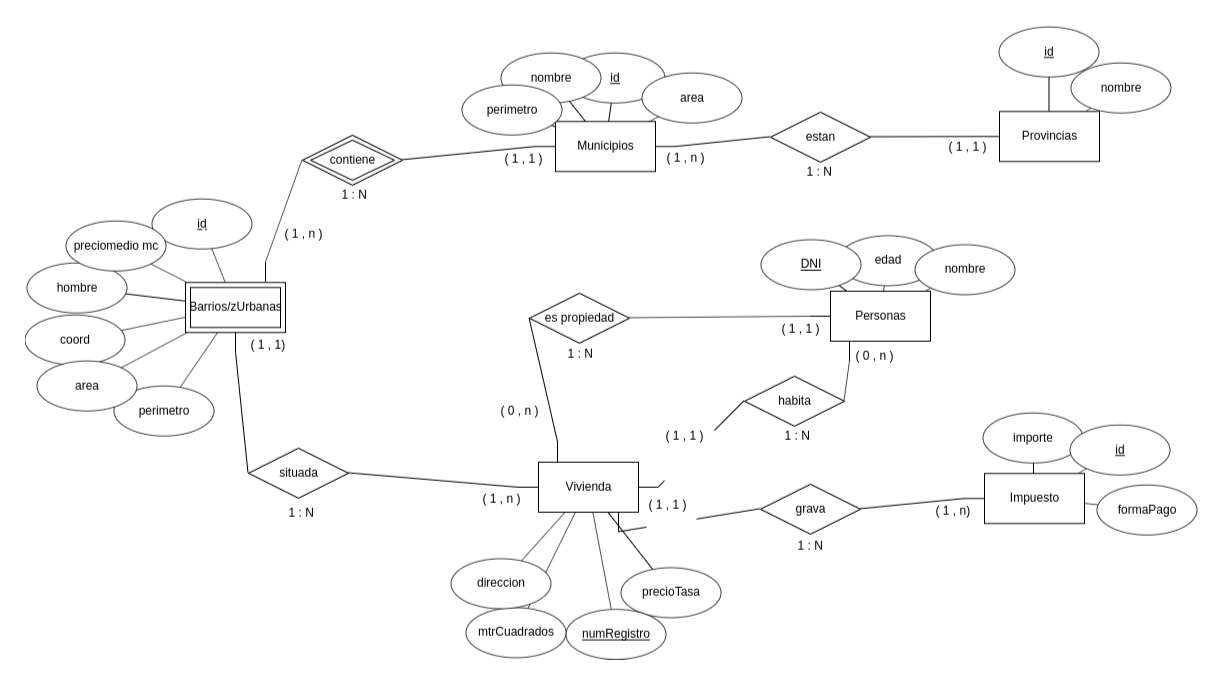 id
nombre
id
nombre
area
perimetro
Municipios
estan
Provincias
( 1 , 1 )
( 1 , n )
( 1 , 1 )
1 : N
contiene
1 : N
( 1 , n )
id
preciomedio mc
hombre
Barrios/zUrbanas
coord
( 1 , 1)
area
perimetro
DNI
edad
nombre
es propiedad
Personas
( 1 , 1 )
1 : N
( 0 , n )
habita
( 0 , n )
( 1 , 1 )
1 : N
situada
1 : N
( 1 , n )
Vivienda
( 1 , 1 )
importe
id
Impuesto
formaPago
grava
( 1 , n)
1 : N
direccion
precioTasa
mtrCuadrados
numRegistro